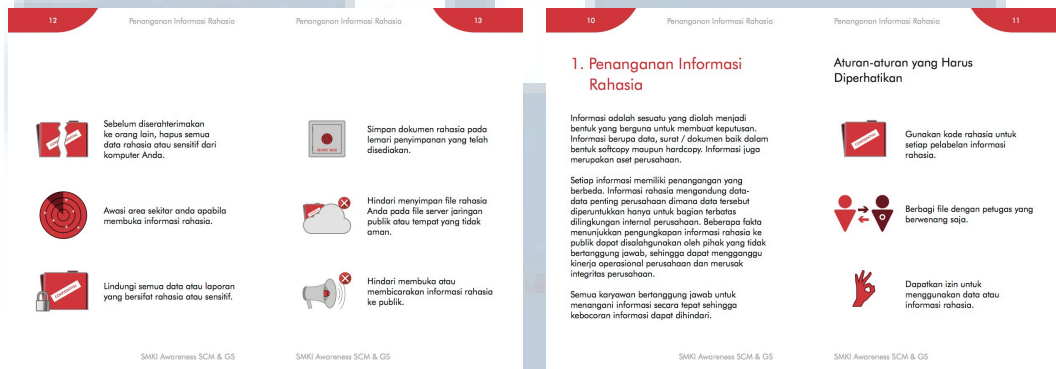 12
Penanganan Informasi Rahasia
Sebelum diserahterimakan
ke orang lain, hapus semua
data rahasia atau sensitif dari
komputer Anda.
Awasi area sekitar anda apabila
membuka informasi rahasia.
Lindungi semua data atau laporan
yang bersifat rahasia atau sensitif.
SMKI Awareness SCM & GS
Penanganan Informasi Rahasia
13
Simpan dokumen rahasia pada
lemari penyimpanan yang telah
disediakan.
Hindari menyimpan file rahasia
Anda pada file server jaringan
publik atau tempat yang tidak
aman.
Hindari membuka atau
membicarakan informasi rahasia
ke publik.
SMKI Awareness SCM & GS
10
Penanganan Informasi Rahasia
1. Penanganan Informasi
Rahasia
Informasi adalah sesuatu yang diolah menjadi
bentuk yang berguna untuk membuat keputusan.
Informasi berupa data, surat / dokumen baik dalam
bentuk softcopy maupun hardcopy. Informasi juga
merupakan aset perusahaan.
Setiap informasi memiliki penanganan yang
berbeda. Informasi rahasia mengandung data-
data penting perusahaan dimana data tersebut
diperuntukkan hanya untuk bagian terbatas
dilingkungan internal perusahaan. Beberapa fakta
menunjukkan pengungkapan informasi rahasia ke
publik dapat disalahgunakan oleh pihak yang tidak
bertanggung jawab, sehingga dapat mengganggu
kinerja operasional perusahaan dan merusak
integritas perusahaan.
Semua karyawan bertanggung jawab untuk
menangani informasi secara tepat sehingga
kebocoran informasi dapat dihindari.
SMKI Awareness SCM & GS
Penanganan Informasi Rahasia
11
Aturan-aturan yang Harus
Diperhatikan
CONFIDENTIAL
Gunakan kode rahasia untuk
setiap pelabelan informasi
rahasia.
Berbagi file dengan petugas yang
berwenang saja.
Dapatkan izin untuk
menggunakan data atau
informasi rahasia.
SMKI Awareness SCM & GS